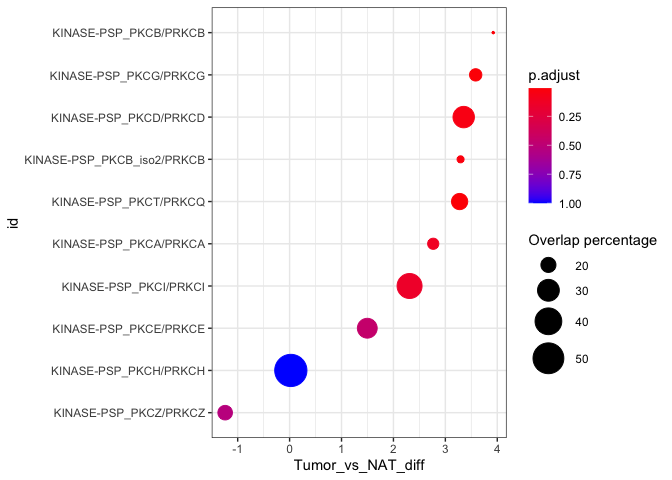 KINASE-PSP_PKCB/PRKCB
KINASE-PSP_PKCG/PRKCG
KINASE-PSP_PKCD/PRKCD
KINASE-PSP_PKCB_iso2/PRKCB
KINASE-PSP_PKCT/PRKCQ
KINASE-PSP_PKCA/PRKCA
KINASE-PSP_PKCI/PRKCI
KINASE-PSP_PKCE/PRKCE
KINASE-PSP_PKCH/PRKCH
KINASE-PSP_PKCZ/PRKCZ
id
-1 0 1 2 3 4
Tumor_vs_NAT_diff
p.adjust
0.25
0.50
0.75
1.00
Overlap percentage
20
30
40
50